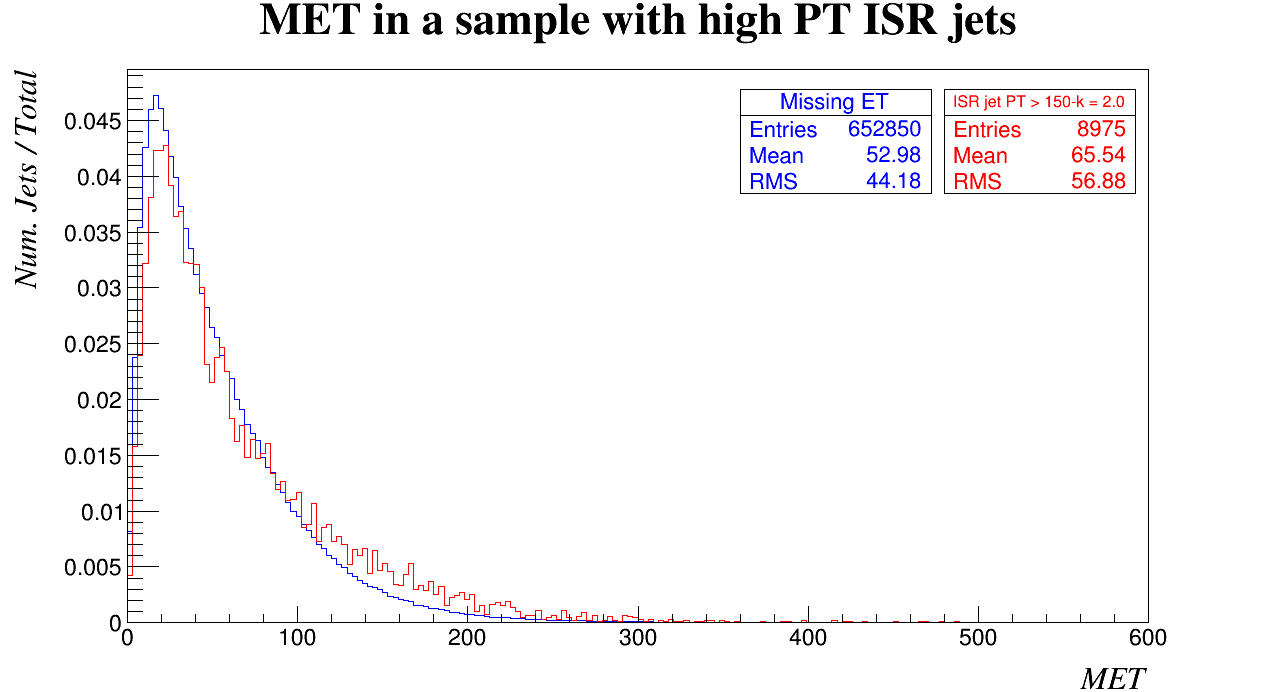 MET in a sample with high PT ISR jets
Num. Jets / Total
Missing ET
Entries 652850
Mean 52.98
RMS 44.18
ISR jet PT > 150-k = 2.0
Entries 8975
Mean 65.54
RMS 56.88
0.045
0.04
0.035
0.03
0.025
0.02
0.015
0.01
0.005
0
0 100 200 300 400 500 600
MET